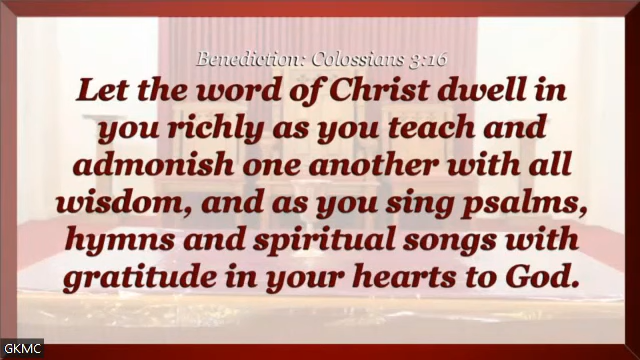 Benediction: Colossians 3:16
Let the word of Christ dwell in
you richly as you teach and
admonish one another with all
wisdom, and as you sing psalms,
hymns and spiritual songs with
gratitude in your hearts to God.
GKMC